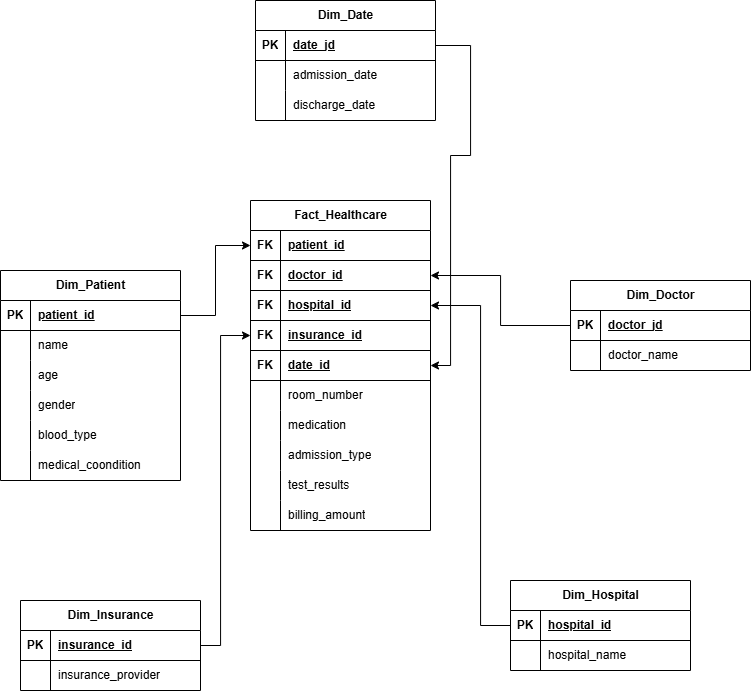 Dim_Date
PK date_jd
admission_date
discharge_date
Fact_Healthcare
FK patient_id
FK doctor_id
FK hospital_id
FK insurance_id
FK date_id
room_number
medication
admission_type
test_results
billing_amount
Dim_Patient
PK patient_id
name
age
gender
blood_type
medical_coondition
Dim_Doctor
PK doctor_jd
doctor_name
Dim_Insurance
PK insurance_id
insurance_provider
Dim_Hospital
PK hospital_id
hospital_name